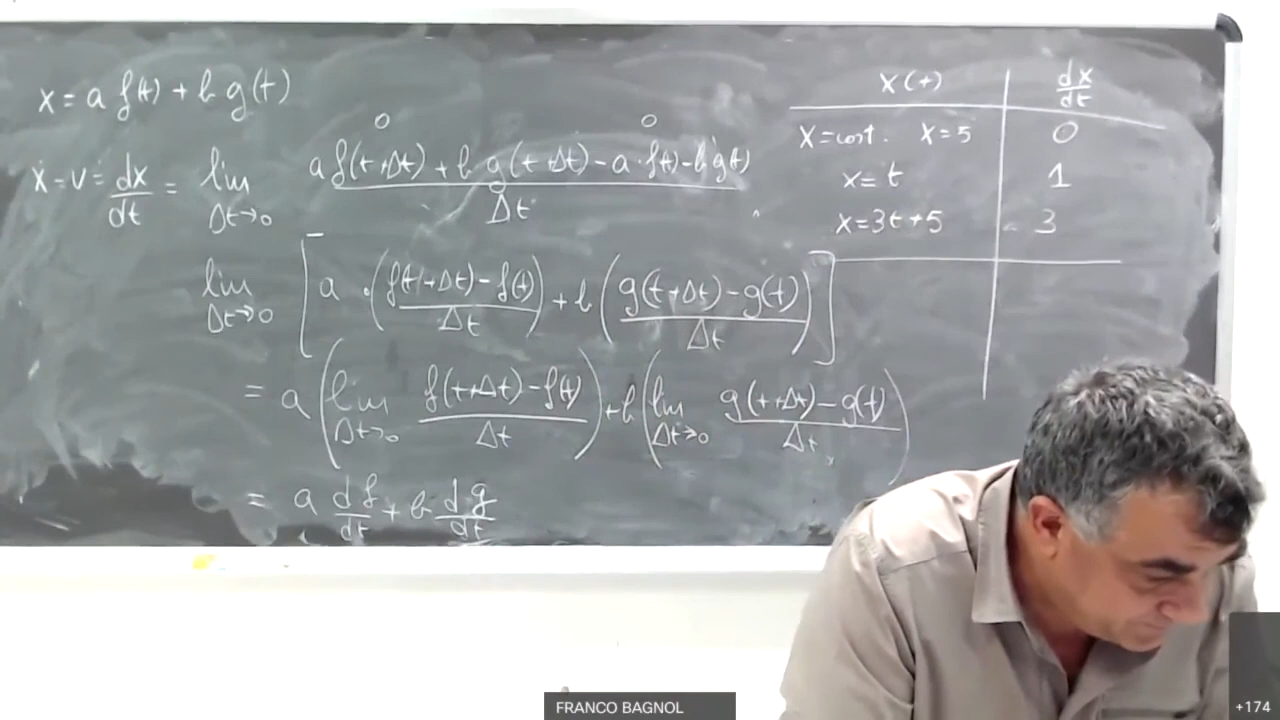 x = a f(t) + b g(t)
0 0
ẋ = v = dx/dt = lim Δt→0 (a f(t+Δt) + b g(t+Δt) - a·f(t) - b g(t))/Δt
lim Δt→0 [a · (f(t+Δt) - f(t))/Δt + b (g(t+Δt) - g(t))/Δt]
= a (lim Δt→0 (f(t+Δt) - f(t))/Δt) + b (lim Δt→0 (g(t+Δt) - g(t))/Δt)
= a df/dt + b dg/dt
x(t) dx/dt
x = cost. x = 5 0
x = t 1
x = 3t + 5 3
FRANCO BAGNOL
+174